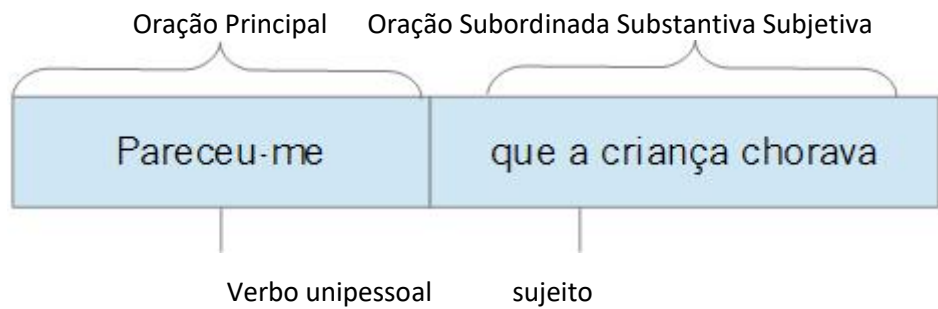 Oração Principal Oração Subordinada Substantiva Subjetiva
Pareceu-me que a criança chorava
Verbo unipessoal sujeito